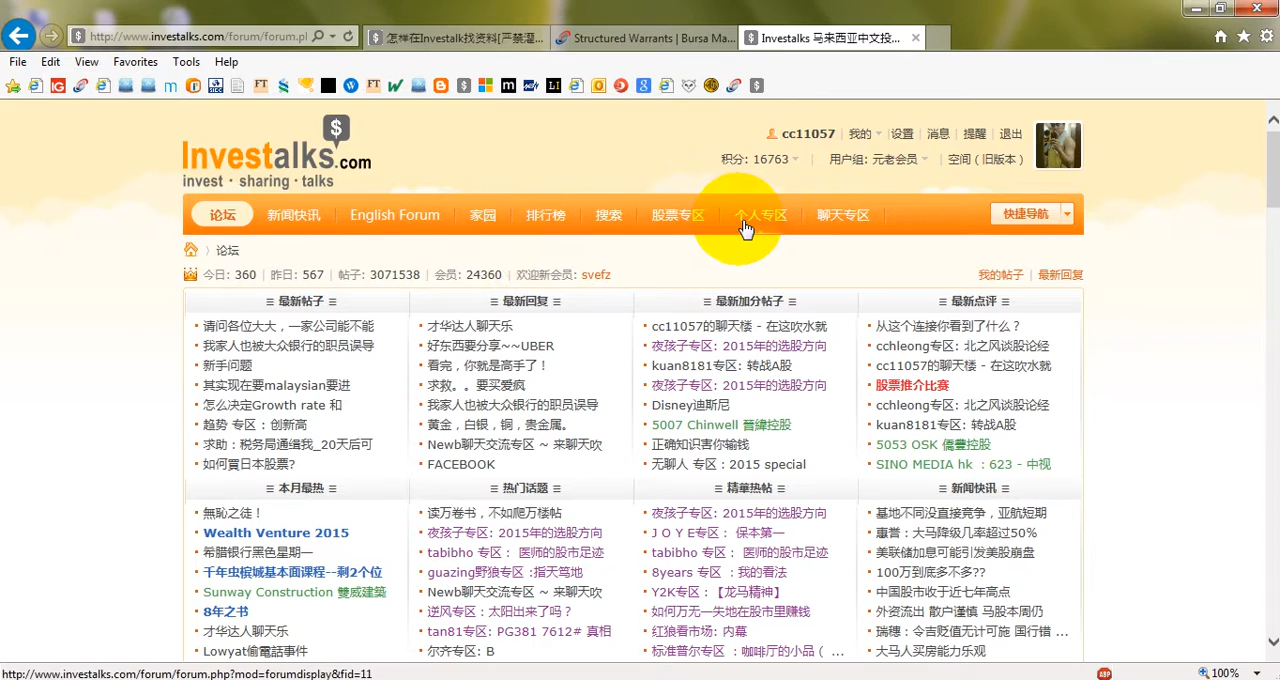 http://www.investalks.com/forum/forum.pl
怎样在Investalk找资料[严禁灌...
Structured Warrants | Bursa Ma...
Investalks 马来西亚中文投...
File Edit View Favorites Tools Help
$
Investalks.com
invest · sharing · talks
cc11057 我的 设置 消息 提醒 退出
积分: 16763 | 用户组: 元老会员 | 空间（旧版本）
论坛 新闻快讯 English Forum 家园 排行榜 搜索 股票专区 个人专区 聊天专区 快捷导航
论坛
今日: 360 | 昨日: 567 | 帖子: 3071538 | 会员: 24360 | 欢迎新会员: svefz 我的帖子 | 最新回复
≡ 最新帖子 ≡
请问各位大大，一家公司能不能
我家人也被大众银行的职员误导
新手问题
其实现在要malaysian要进
怎么决定Growth rate 和
趋势 专区：创新高
求助：税务局通缉我_20天后可
如何買日本股票?
≡ 最新回复 ≡
才华达人聊天乐
好东西要分享~~UBER
看完，你就是高手了！
求救。。要买爱疯
我家人也被大众银行的职员误导
黄金，白银，铜，贵金属。
Newb聊天交流专区 ~ 来聊天吹
FACEBOOK
≡ 最新加分帖子 ≡
cc11057的聊天楼 - 在这吹水就
夜孩子专区: 2015年的选股方向
kuan8181专区: 转战A股
夜孩子专区: 2015年的选股方向
Disney迪斯尼
5007 Chinwell 晉緯控股
正确知识害你输钱
无聊人 专区：2015 special
≡ 最新点评 ≡
从这个连接你看到了什么？
cchleong专区: 北之风谈股论经
cc11057的聊天楼 - 在这吹水就
股票推介比赛
cchleong专区: 北之风谈股论经
kuan8181专区: 转战A股
5053 OSK 僑豐控股
SINO MEDIA hk ：623 - 中视
≡ 本月最热 ≡
無恥之徒！
Wealth Venture 2015
希腊银行黑色星期一
千年虫槟城基本面课程--剩2个位
Sunway Construction 雙威建築
8年之书
才华达人聊天乐
Lowyat偷電話事件
≡ 热门话题 ≡
读万卷书，不如爬万楼帖
夜孩子专区: 2015年的选股方向
tabibho 专区： 医师的股市足迹
guazing野狼专区 :指天笃地
Newb聊天交流专区 ~ 来聊天吹
逆风专区：太阳出来了吗？
tan81专区: PG381 7612# 真相
尔齐专区: B
≡ 精華热帖 ≡
夜孩子专区: 2015年的选股方向
J O Y E专区： 保本第一
tabibho 专区： 医师的股市足迹
8years 专区 ：我的看法
Y2K专区：【龙马精神】
如何万无一失地在股市里赚钱
红狼看市场: 内幕
标准普尔专区 ：咖啡厅的小品（ ...
≡ 新闻快讯 ≡
基地不同没直接竞争，亚航短期
惠誉：大马降级几率超过50%
美联储加息可能引发美股崩盘
100万到底多不多??
中国股市收于近七年高点
外资流出 散户谨慎 马股本周仍
瑞穗：令吉贬值无计可施 国行错 ...
大马人买房能力乐观
http://www.investalks.com/forum/forum.php?mod=forumdisplay&fid=11
ABP
100%